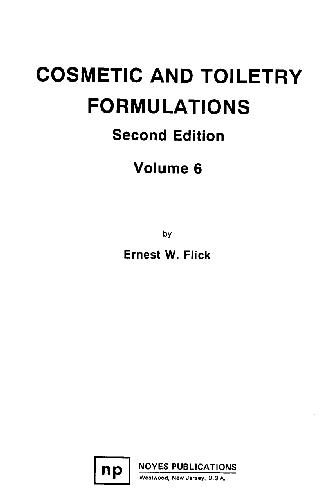 COSMETIC AND TOILETRY
FORMULATIONS
Second Edition
Volume 6
by
Ernest W. Flick
np
NOYES PUBLICATIONS
Westwood, New Jersey, U.S.A.